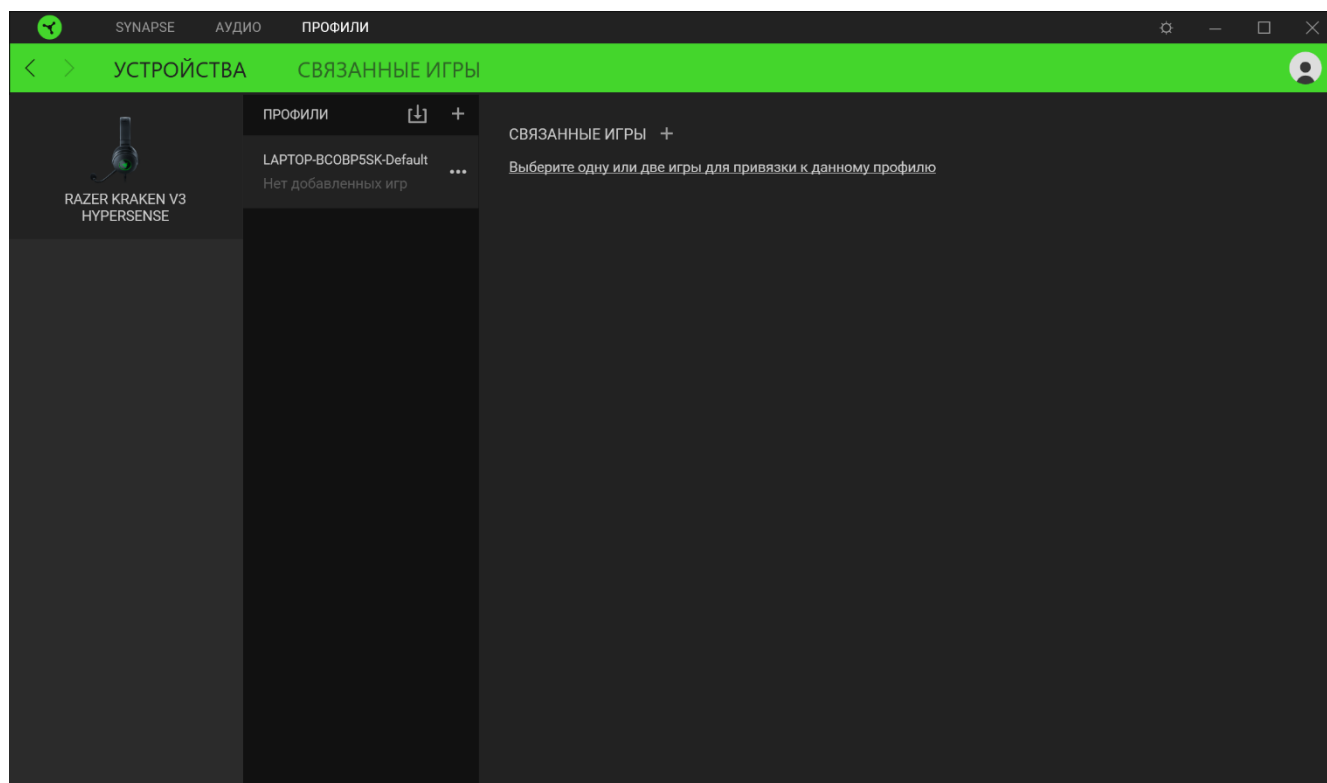 SYNAPSE АУДИО ПРОФИЛИ
УСТРОЙСТВА СВЯЗАННЫЕ ИГРЫ
RAZER KRAKEN V3
HYPERSENSE
ПРОФИЛИ
LAPTOP-BCOBP5SK-Default
Нет добавленных игр
СВЯЗАННЫЕ ИГРЫ
Выберите одну или две игры для привязки к данному профилю